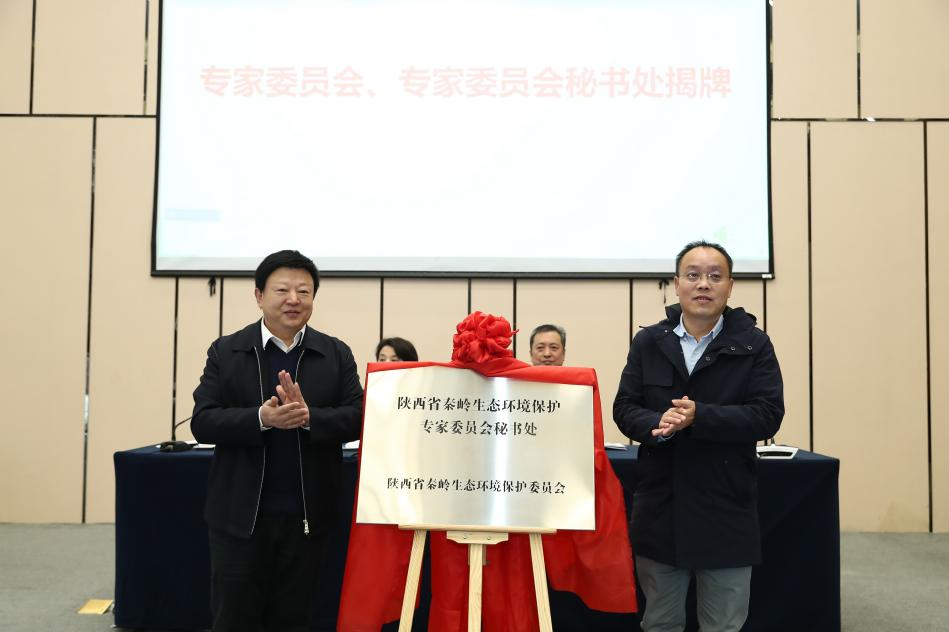 专家委员会、专家委员会秘书处揭牌
陕西省秦岭生态环境保护
专家委员会秘书处
陕西省秦岭生态环境保护委员会